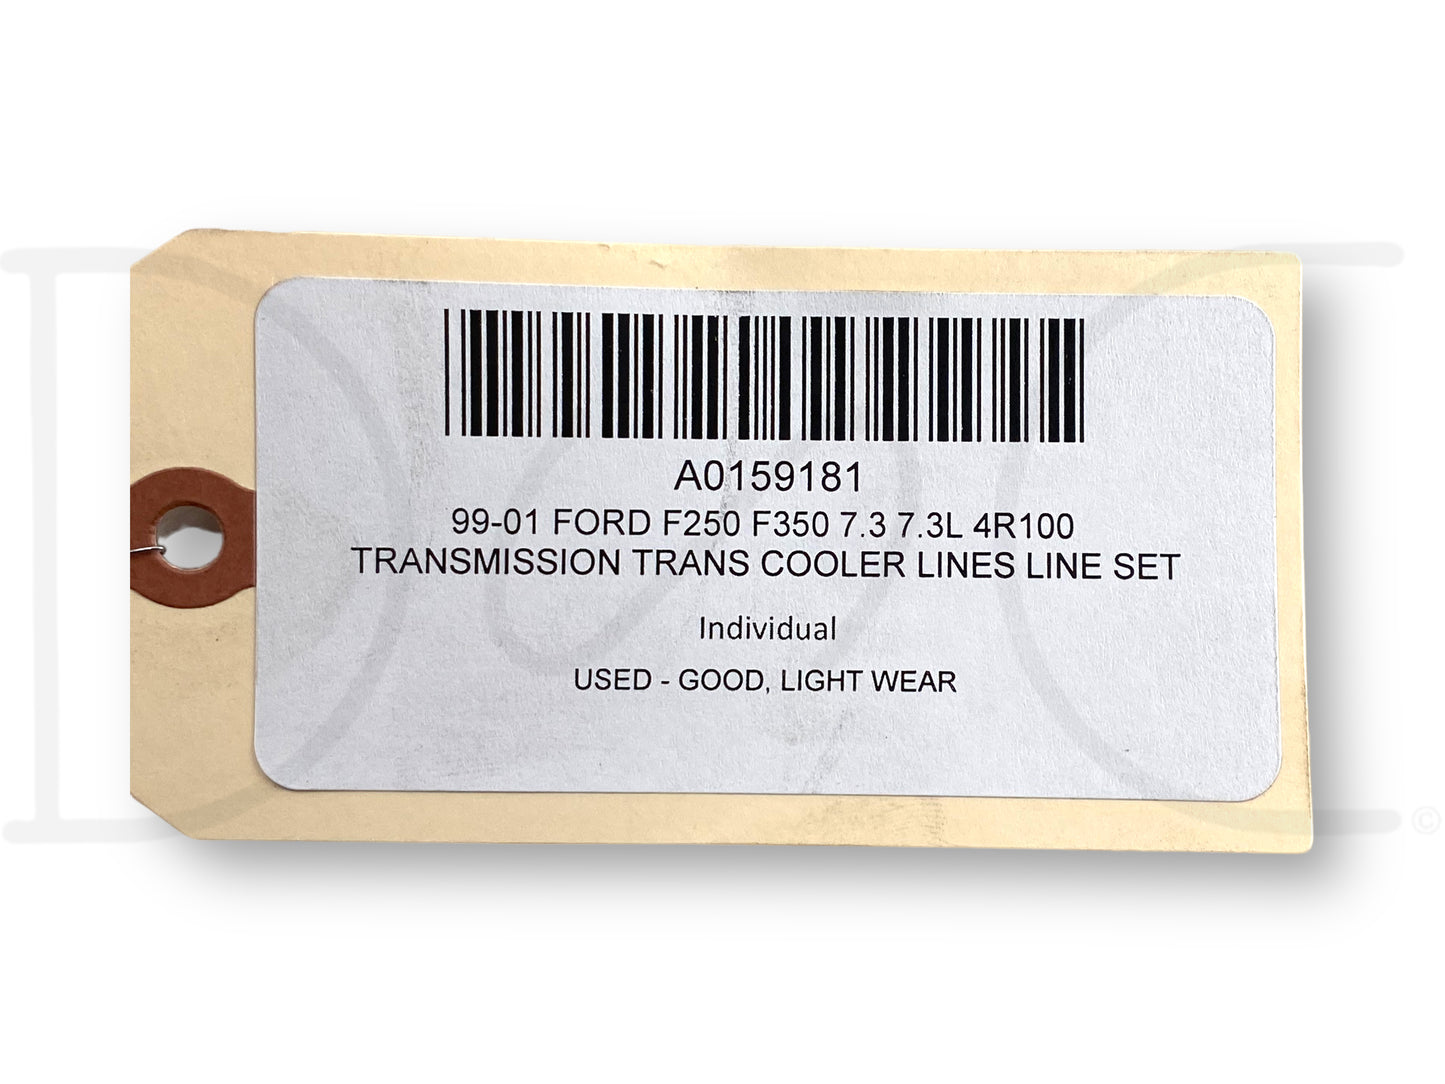 A0159181
99-01 FORD F250 F350 7.3 7.3L 4R100
TRANSMISSION TRANS COOLER LINES LINE SET
Individual
USED - GOOD, LIGHT WEAR
©